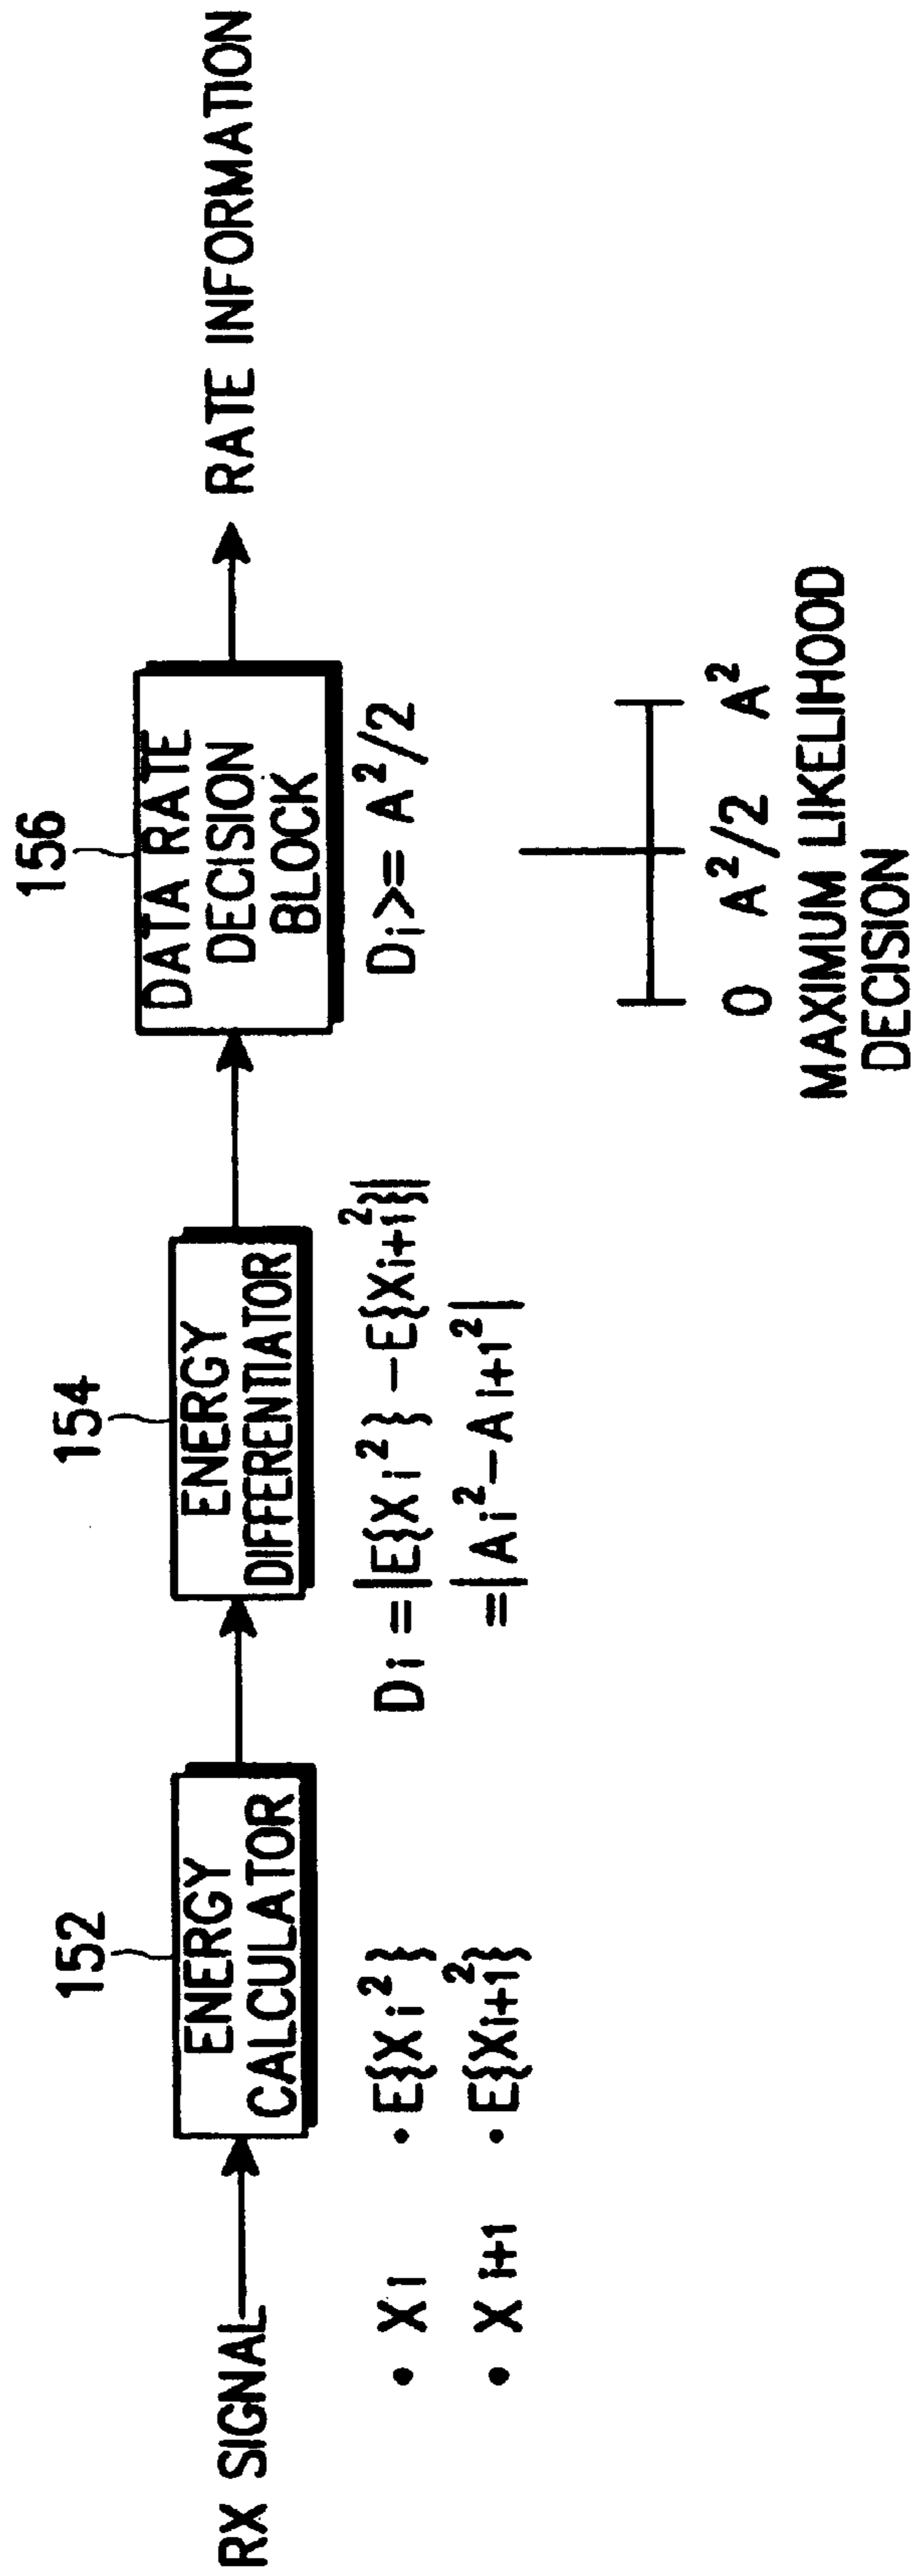 152
154
156
RX SIGNAL
ENERGY
CALCULATOR
ENERGY
DIFFERENTIATOR
DATA RATE
DECISION
BLOCK
RATE INFORMATION
• Xi • E{Xi²}
• Xi+1 • E{Xi+1²}
Di = |E{Xi²} − E{Xi+1²}|
= |Ai² − Ai+1²|
Di >= A²/2
0 A²/2 A²
MAXIMUM LIKELIHOOD
DECISION